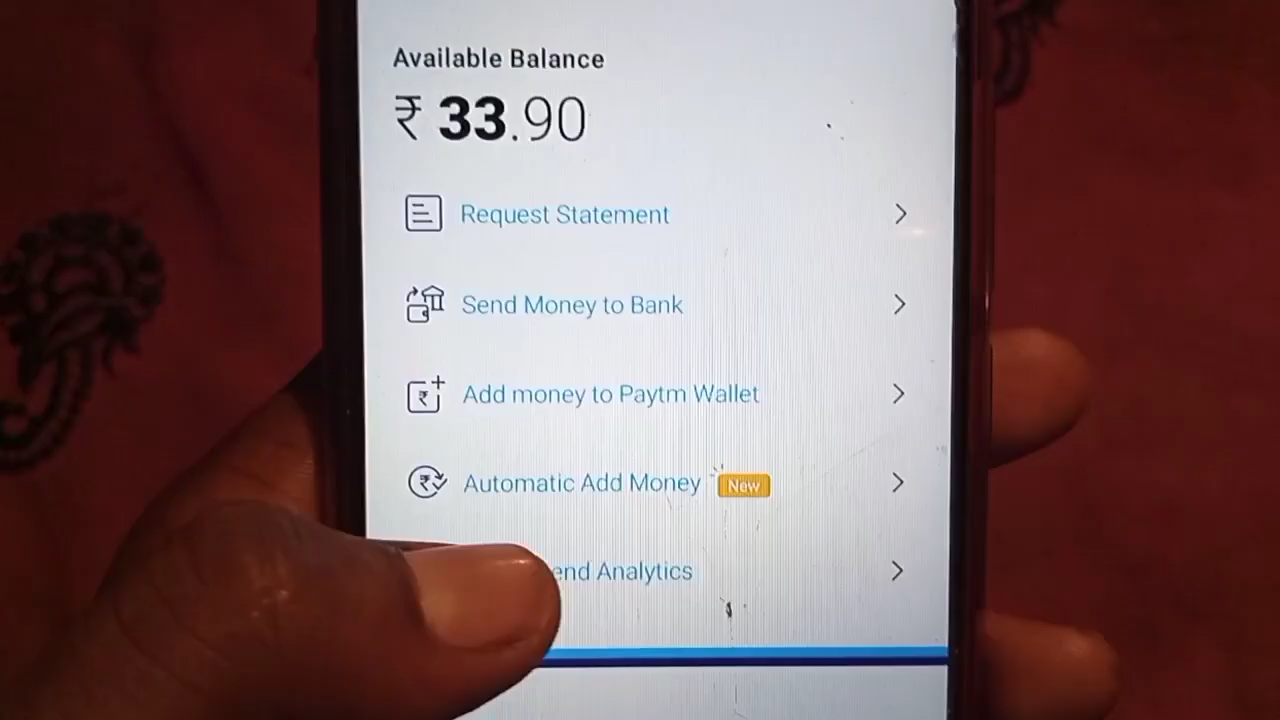 Available Balance
₹ 33.90
Request Statement
Send Money to Bank
Add money to Paytm Wallet
Automatic Add Money New
Analytics